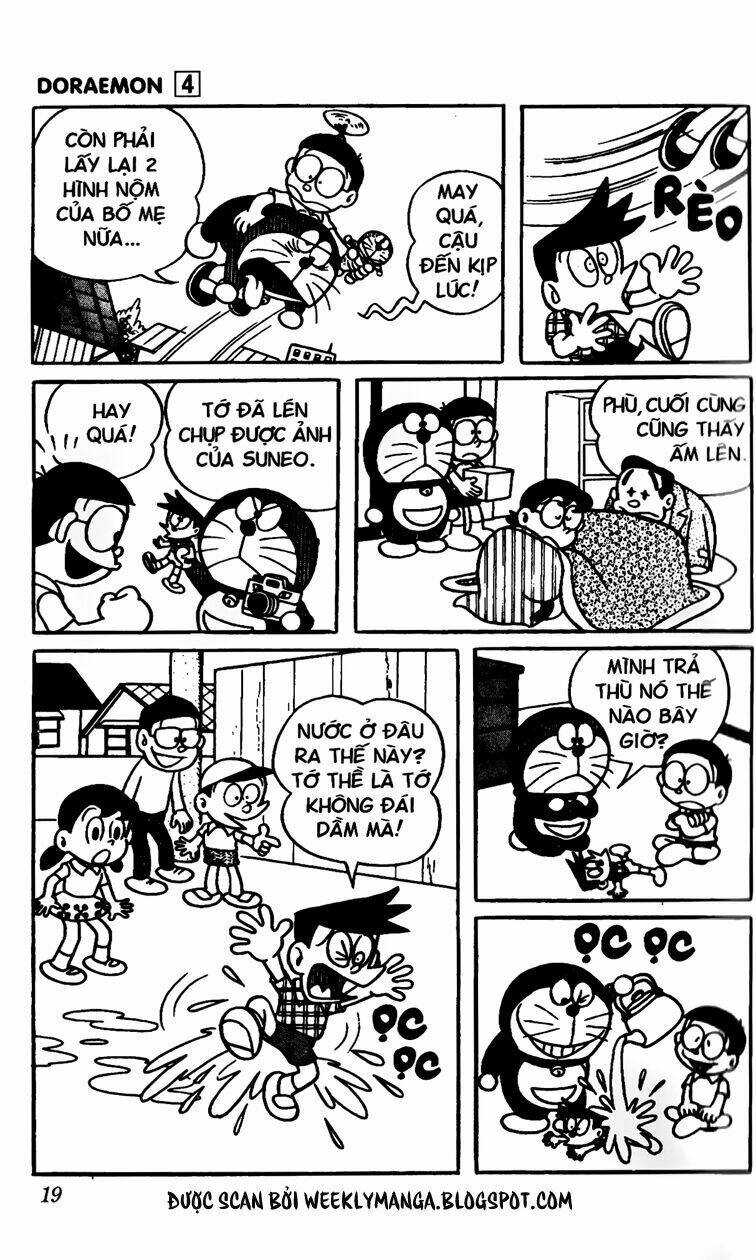 DORAEMON 4
CÒN PHẢI
LẤY LẠI 2
HÌNH NỘM
CỦA BỐ MẸ
NỮA...
MAY
QUÁ,
CẬU
ĐẾN KỊP
LÚC!
RÈO
HAY
QUÁ!
TỚ ĐÃ LÉN
CHỤP ĐƯỢC ẢNH
CỦA SUNEO.
PHÙ, CUỐI CÙNG
CŨNG THẤY
ẤM LÊN.
NƯỚC Ở ĐÂU
RA THẾ NÀY?
TỚ THỀ LÀ TỚ
KHÔNG ĐÁI
DẦM MÀ!
ỌC
ỌC
MÌNH TRẢ
THÙ NÓ THẾ
NÀO BÂY
GIỜ?
ỌC ỌC
19
ĐƯỢC SCAN BỞI WEEKLYMANGA.BLOGSPOT.COM